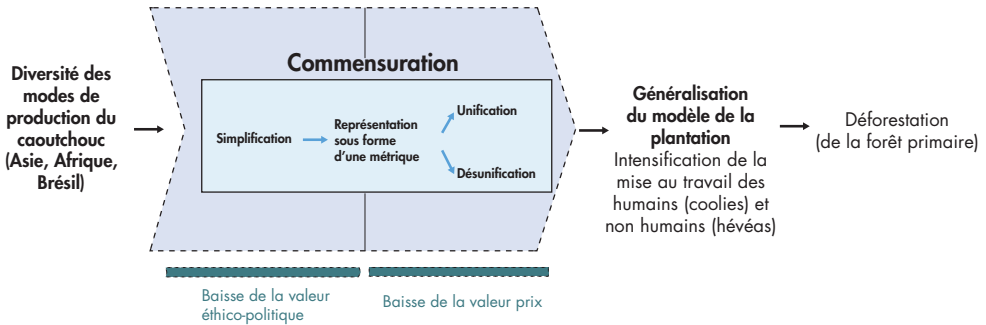 Diversité des
modes de
production du
caoutchouc
(Asie, Afrique,
Brésil)
Commensuration
Simplification
Représentation
sous forme
d'une métrique
Unification
Désunification
Généralisation
du modèle de la
plantation
Intensification de la
mise au travail des
humains (coolies) et
non humains (hévéas)
Déforestation
(de la forêt primaire)
Baisse de la valeur
éthico-politique
Baisse de la valeur prix